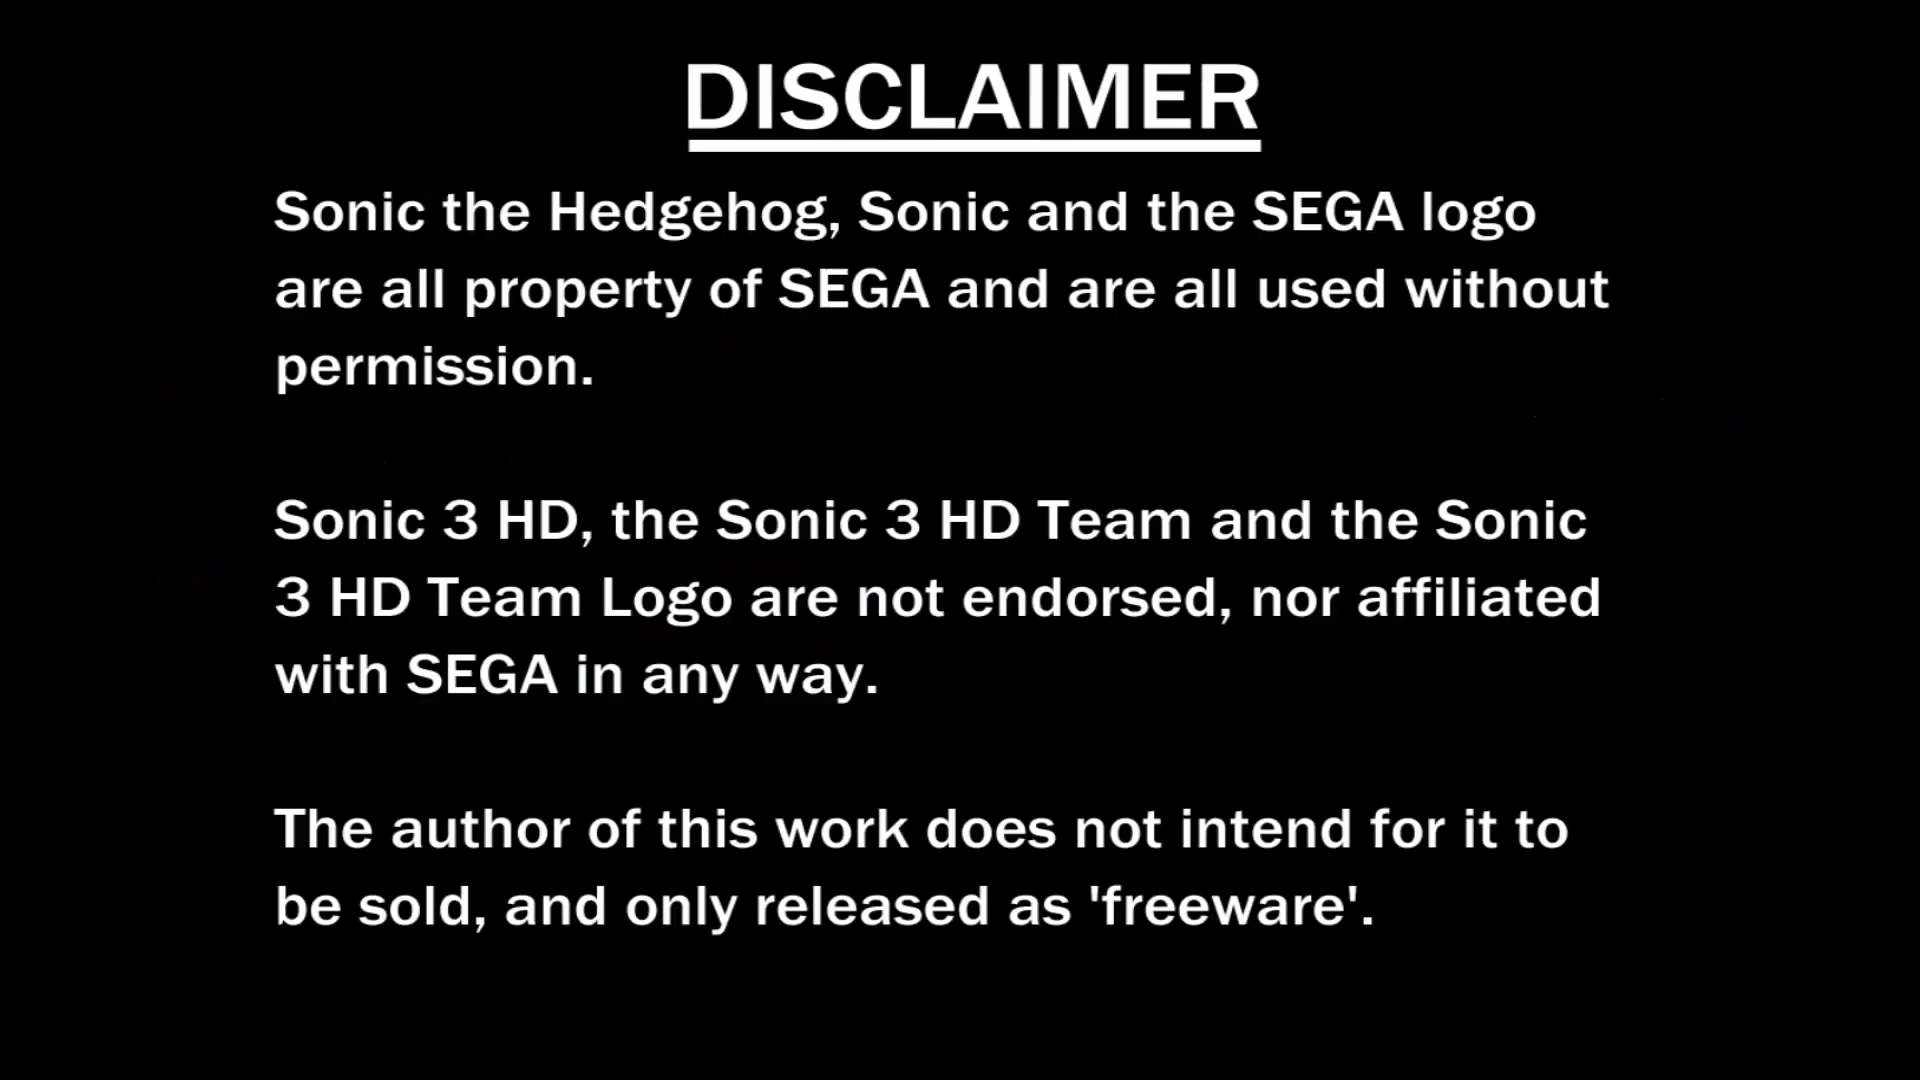 DISCLAIMER
Sonic the Hedgehog, Sonic and the SEGA logo
are all property of SEGA and are all used without
permission.
Sonic 3 HD, the Sonic 3 HD Team and the Sonic
3 HD Team Logo are not endorsed, nor affiliated
with SEGA in any way.
The author of this work does not intend for it to
be sold, and only released as 'freeware'.